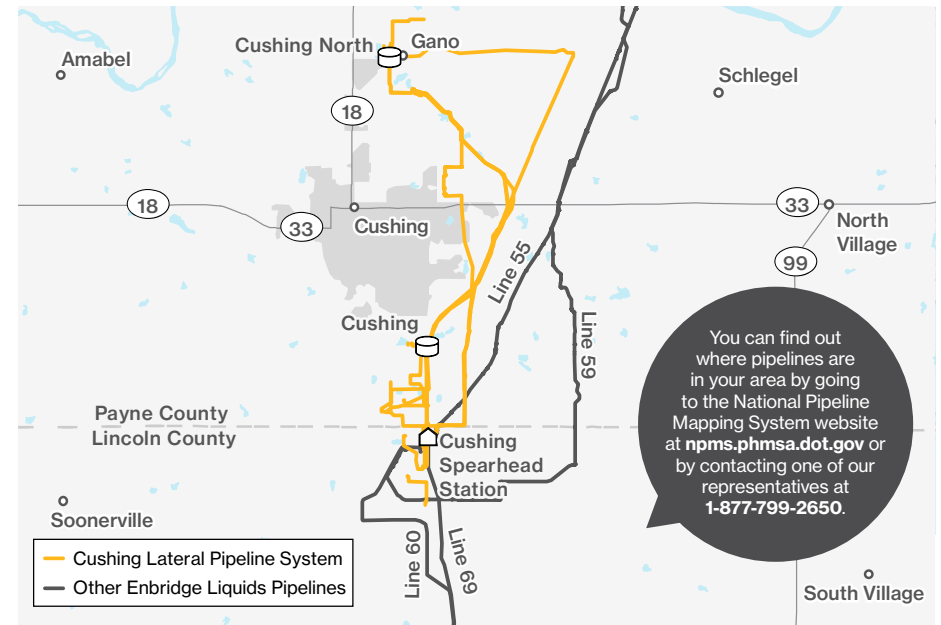 Cushing North
Gano
Amabel
Schlegel
18
18
33
Cushing
33
North
Village
99
Line 55
Line 59
Cushing
You can find out
where pipelines are
in your area by going
to the National Pipeline
Mapping System website
at npms.phmsa.dot.gov or
by contacting one of our
representatives at
1-877-799-2650.
Payne County
Lincoln County
Cushing
Spearhead
Station
Soonerville
Line 60
Line 69
South Village
Cushing Lateral Pipeline System
Other Enbridge Liquids Pipelines